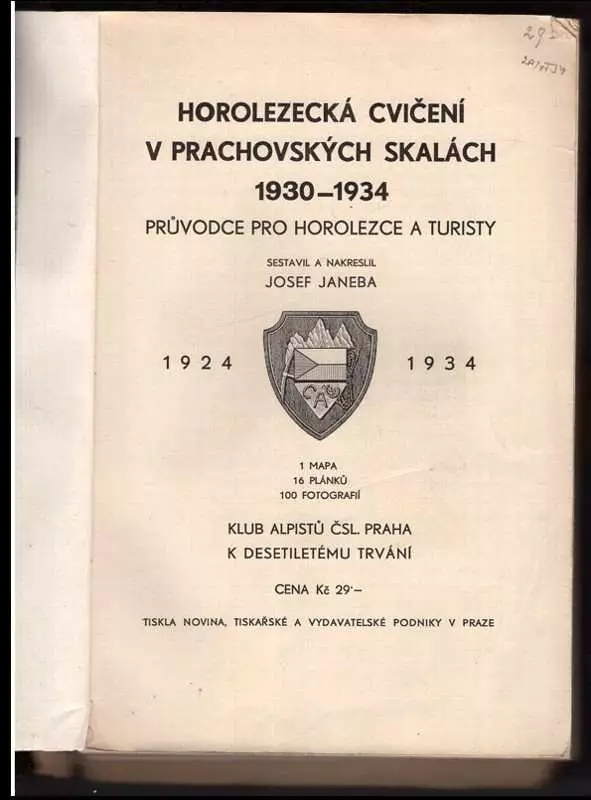 HOROLEZECKÁ CVIČENÍ
V PRACHOVSKÝCH SKALÁCH
1930–1934
PRŮVODCE PRO HOROLEZCE A TURISTY
SESTAVIL A NAKRESLIL
JOSEF JANEBA
1924 1934
1 MAPA
16 PLÁNKŮ
100 FOTOGRAFIÍ
KLUB ALPISTŮ ČSL. PRAHA
K DESETILETÉMU TRVÁNÍ
CENA Kč 29·–
TISKLA NOVINA, TISKAŘSKÉ A VYDAVATELSKÉ PODNIKY V PRAZE